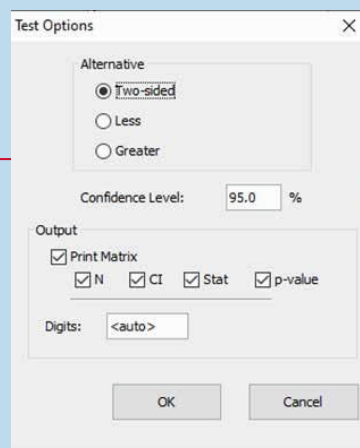 Test Options
Alternative
Two-sided
Less
Greater
Confidence Level: 95.0 %
Output
Print Matrix
N CI Stat p-value
Digits: <auto>
OK Cancel